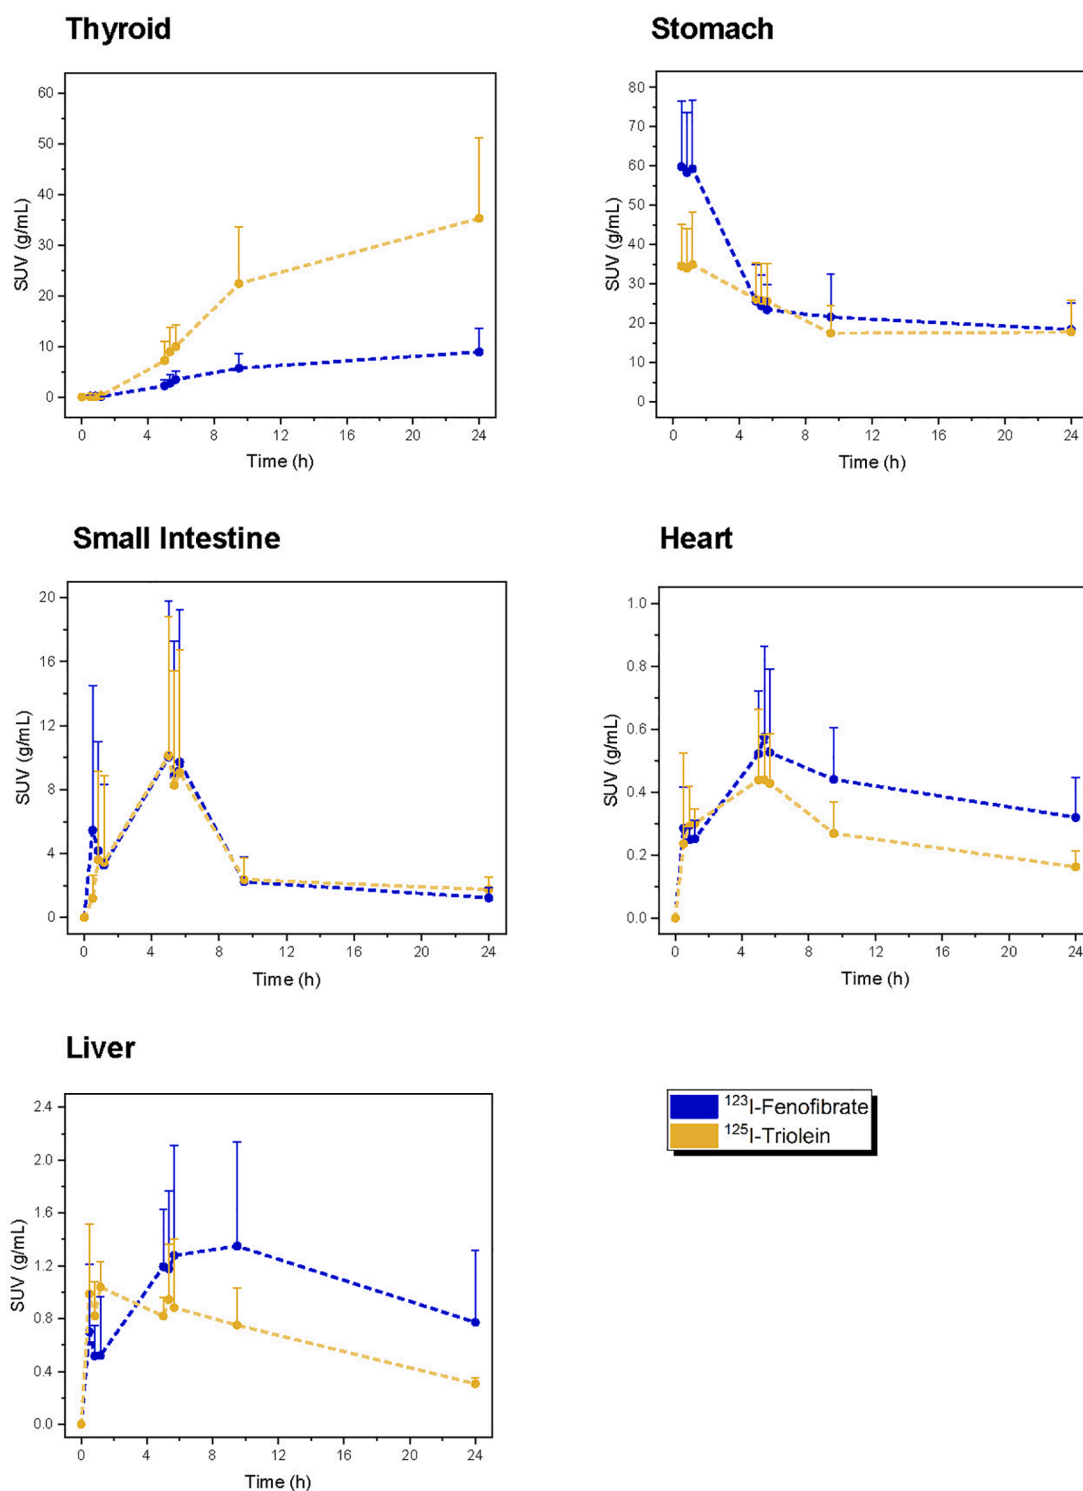 Thyroid
SUV (g/mL)
60
50
40
30
20
10
0
0 4 8 12 16 20 24
Time (h)
Stomach
SUV (g/mL)
80
70
60
50
40
30
20
10
0
0 4 8 12 16 20 24
Time (h)
Small Intestine
SUV (g/mL)
20
16
12
8
4
0
0 4 8 12 16 20 24
Time (h)
Heart
SUV (g/mL)
1.0
0.8
0.6
0.4
0.2
0.0
0 4 8 12 16 20 24
Time (h)
Liver
SUV (g/mL)
2.4
2.0
1.6
1.2
0.8
0.4
0.0
0 4 8 12 16 20 24
Time (h)
¹²³I-Fenofibrate
¹²⁵I-Triolein